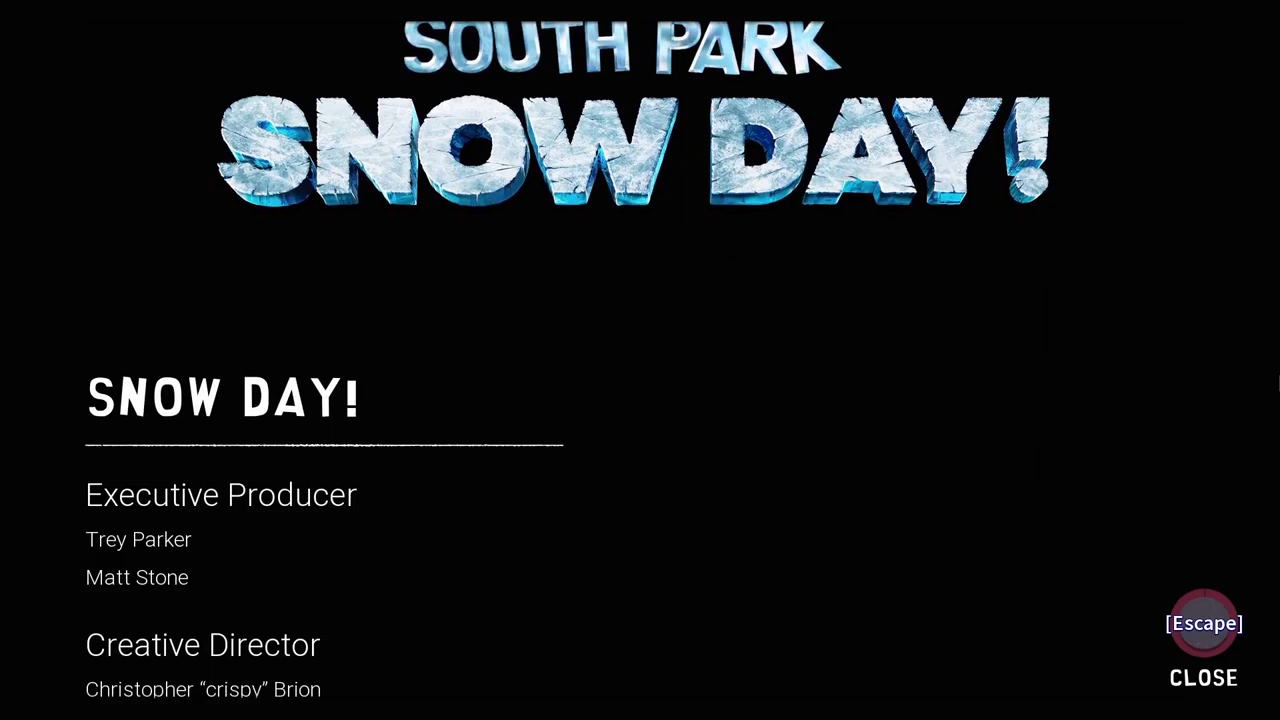 SOUTH PARK
SNOW DAY!
SNOW DAY!
Executive Producer
Trey Parker
Matt Stone
Creative Director
Christopher “crispy” Brion
[Escape]
CLOSE